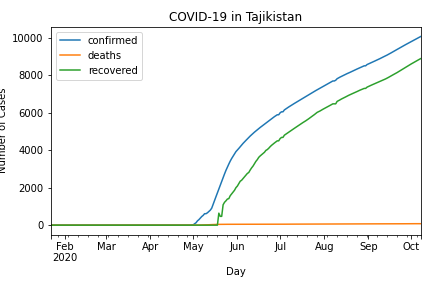 COVID-19 in Tajikistan
confirmed
deaths
recovered
10000
8000
6000
4000
2000
0
Number of Cases
Feb Mar Apr May Jun Jul Aug Sep Oct
2020
Day